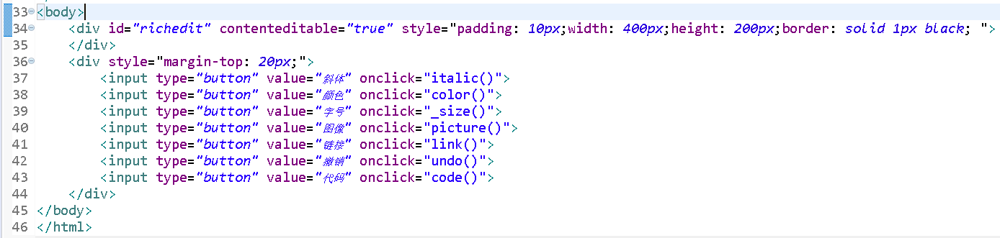 33 <body>
34 <div id="richedit" contenteditable="true" style="padding: 10px;width: 400px;height: 200px;border: solid 1px black; ">
35 </div>
36 <div style="margin-top: 20px;">
37 <input type="button" value="斜体" onclick="italic()">
38 <input type="button" value="颜色" onclick="color()">
39 <input type="button" value="字号" onclick="_size()">
40 <input type="button" value="图像" onclick="picture()">
41 <input type="button" value="链接" onclick="link()">
42 <input type="button" value="撤销" onclick="undo()">
43 <input type="button" value="代码" onclick="code()">
44 </div>
45 </body>
46 </html>